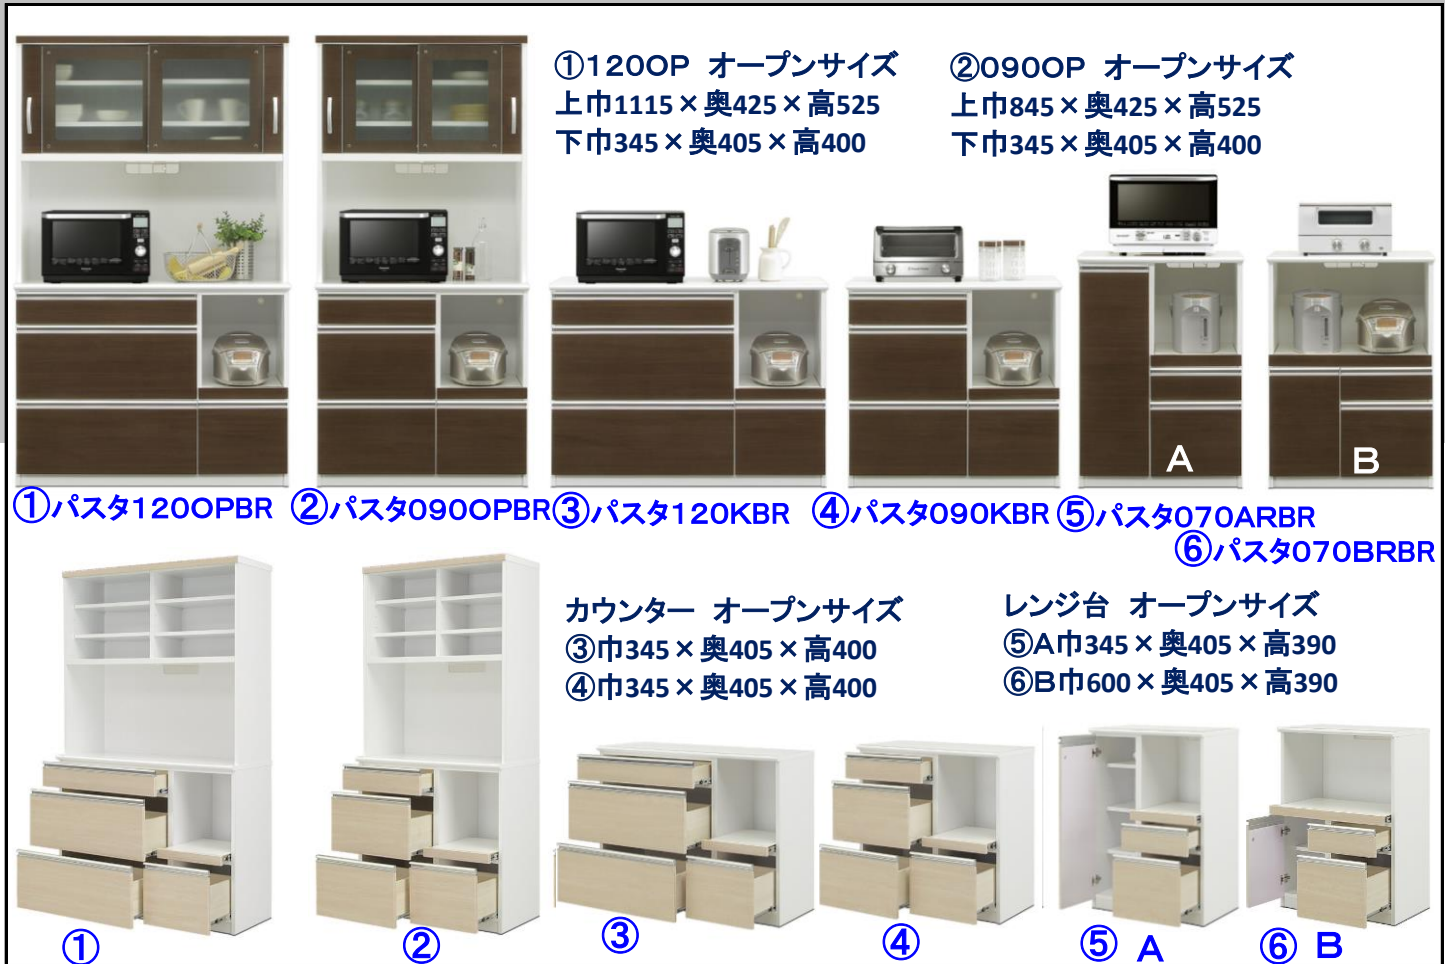 ①120OP オープンサイズ
上巾1115×奥425×高525
下巾345×奥405×高400
②090OP オープンサイズ
上巾845×奥425×高525
下巾345×奥405×高400
A
B
①パスタ120OPBR
②パスタ090OPBR
③パスタ120KBR
④パスタ090KBR
⑤パスタ070ARBR
⑥パスタ070BRBR
カウンター オープンサイズ
③巾345×奥405×高400
④巾345×奥405×高400
レンジ台 オープンサイズ
⑤A巾345×奥405×高390
⑥B巾600×奥405×高390
①
②
③
④
⑤ A
⑥ B